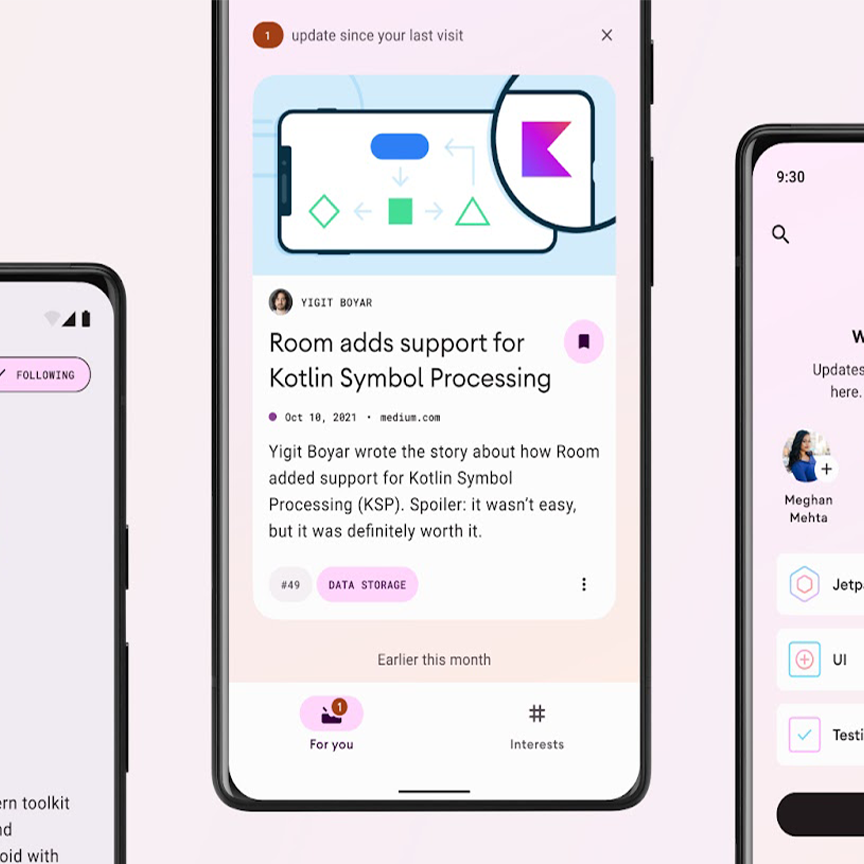 1 update since your last visit
YIGIT BOYAR
Room adds support for
Kotlin Symbol Processing
Oct 10, 2021 • medium.com
Yigit Boyar wrote the story about how Room
added support for Kotlin Symbol
Processing (KSP). Spoiler: it wasn’t easy,
but it was definitely worth it.
#49 DATA STORAGE
Earlier this month
1
For you Interests
FOLLOWING
ern toolkit
nd
oid with
9:30
W
Updates
here.
Meghan
Mehta
Jetp
UI
Testi